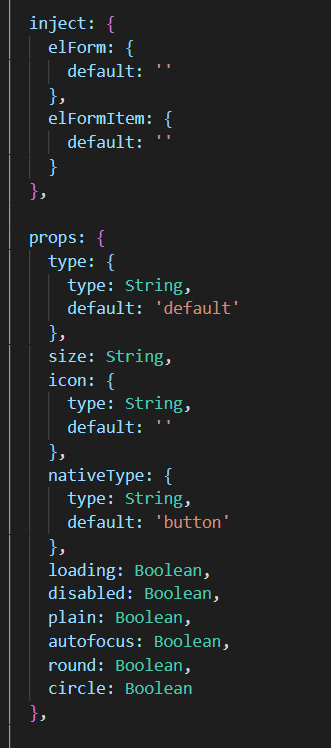 inject: {
  elForm: {
    default: ''
  },
  elFormItem: {
    default: ''
  }
},

props: {
  type: {
    type: String,
    default: 'default'
  },
  size: String,
  icon: {
    type: String,
    default: ''
  },
  nativeType: {
    type: String,
    default: 'button'
  },
  loading: Boolean,
  disabled: Boolean,
  plain: Boolean,
  autofocus: Boolean,
  round: Boolean,
  circle: Boolean
},